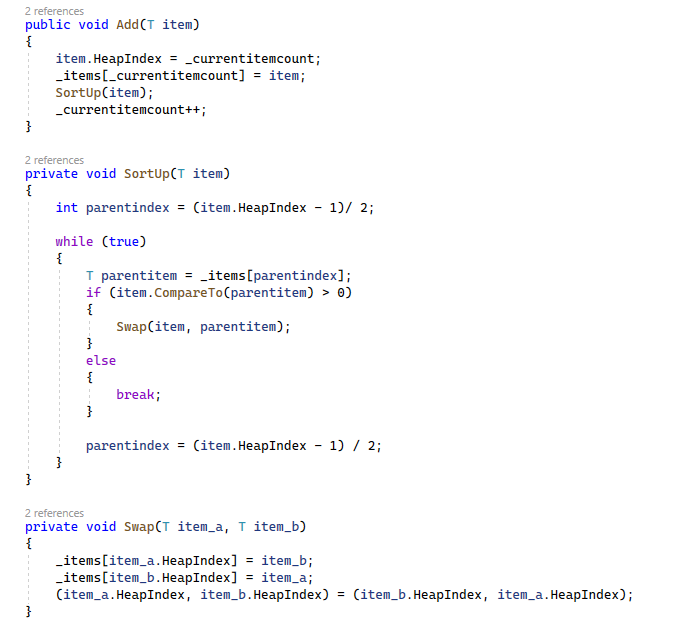 2 references
public void Add(T item)
{
    item.HeapIndex = _currentitemcount;
    _items[_currentitemcount] = item;
    SortUp(item);
    _currentitemcount++;
}
2 references
private void SortUp(T item)
{
    int parentindex = (item.HeapIndex - 1)/ 2;
    while (true)
    {
        T parentitem = _items[parentindex];
        if (item.CompareTo(parentitem) > 0)
        {
            Swap(item, parentitem);
        }
        else
        {
            break;
        }
        parentindex = (item.HeapIndex - 1) / 2;
    }
}
2 references
private void Swap(T item_a, T item_b)
{
    _items[item_a.HeapIndex] = item_b;
    _items[item_b.HeapIndex] = item_a;
    (item_a.HeapIndex, item_b.HeapIndex) = (item_b.HeapIndex, item_a.HeapIndex);
}